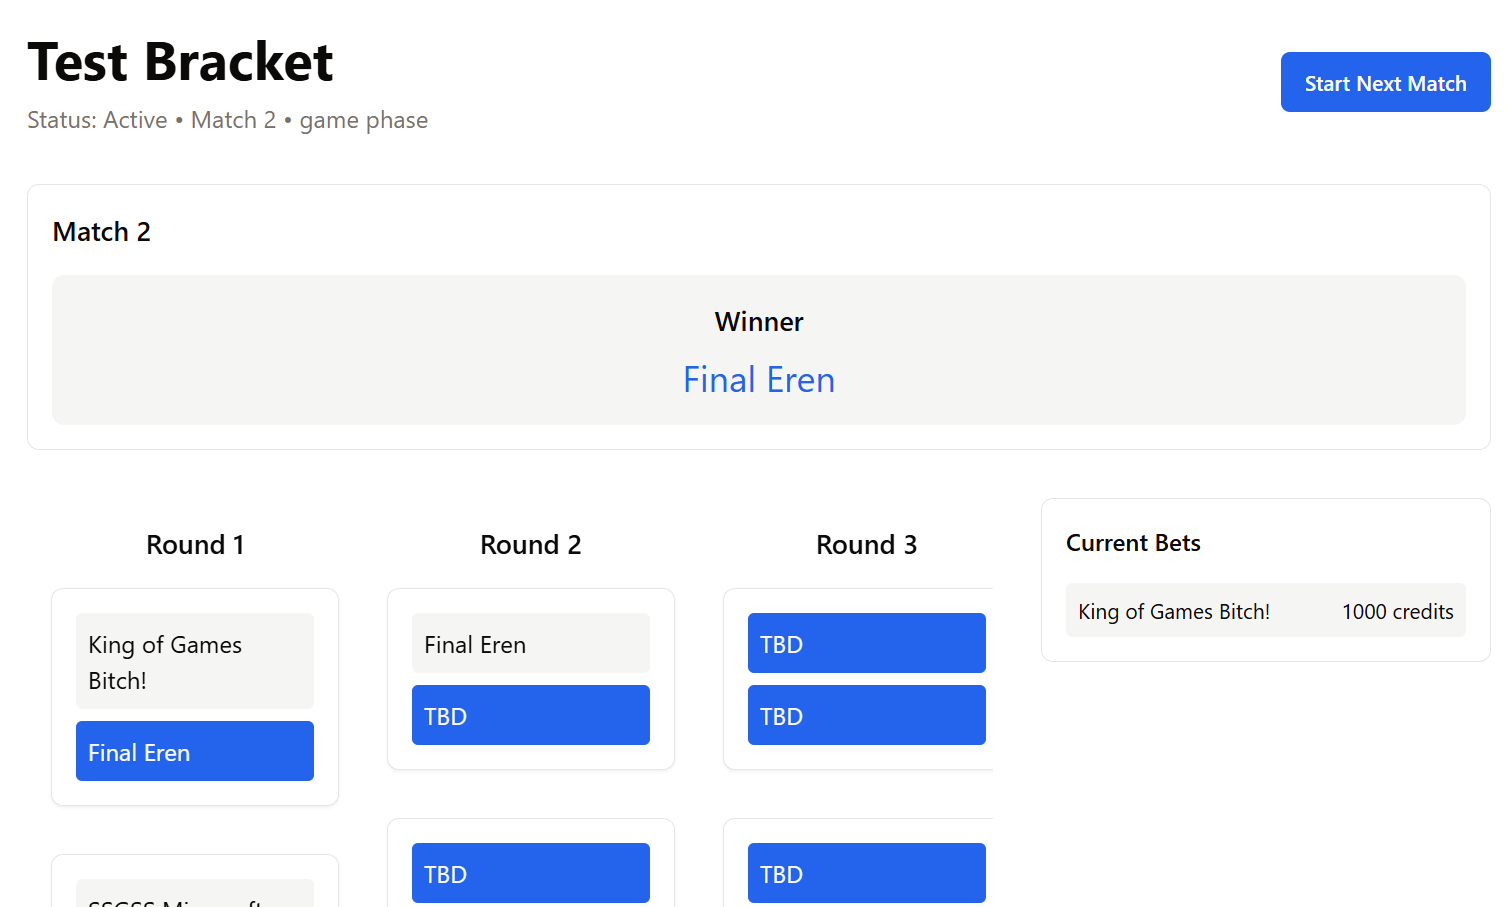 Test Bracket
Start Next Match
Status: Active • Match 2 • game phase
Match 2
Winner
Final Eren
Round 1
King of Games
Bitch!
Final Eren
Round 2
Final Eren
TBD
TBD
Round 3
TBD
TBD
TBD
Current Bets
King of Games Bitch! 1000 credits